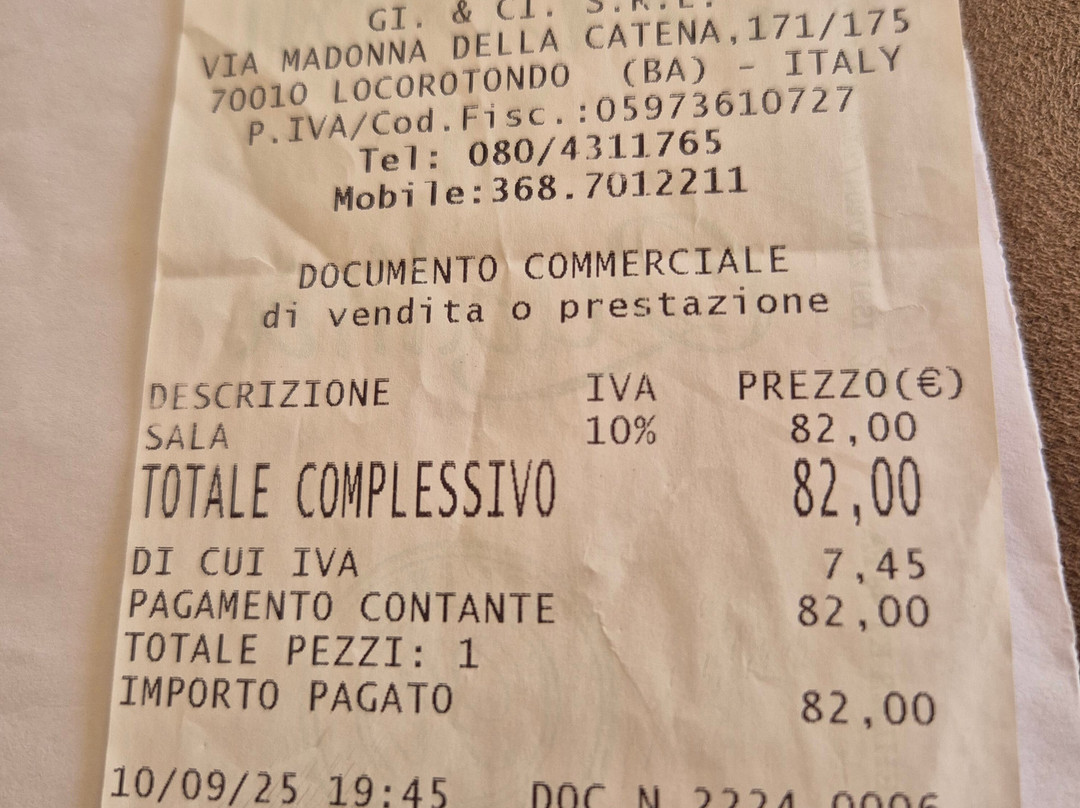 GI. & CI. S.R.L.
VIA MADONNA DELLA CATENA,171/175
70010 LOCOROTONDO (BA) - ITALY
P.IVA/Cod.Fisc.:05973610727
Tel: 080/4311765
Mobile:368.7012211
DOCUMENTO COMMERCIALE
di vendita o prestazione
DESCRIZIONE IVA PREZZO(€)
SALA 10% 82,00
TOTALE COMPLESSIVO 82,00
DI CUI IVA 7,45
PAGAMENTO CONTANTE 82,00
TOTALE PEZZI: 1
IMPORTO PAGATO 82,00
10/09/25 19:45 DOC N